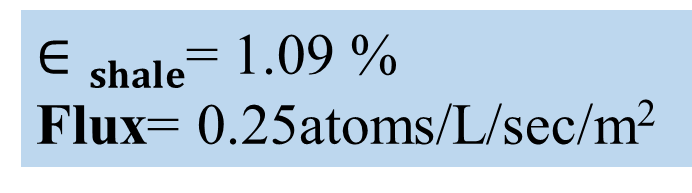 ∈ shale= 1.09 %
Flux= 0.25atoms/L/sec/m²